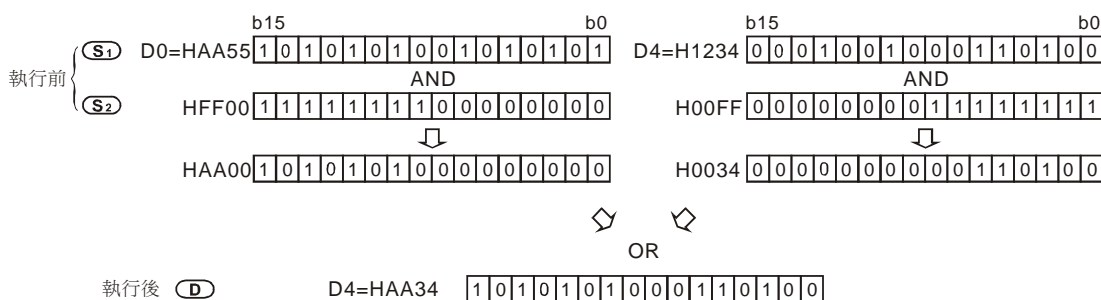 b15 b0 b15 b0
S1 D0=HAA55 1 0 1 0 1 0 1 0 0 1 0 1 0 1 0 1 D4=H1234 0 0 0 1 0 0 1 0 0 0 1 1 0 1 0 0
執行前 AND AND
S2 HFF00 1 1 1 1 1 1 1 1 0 0 0 0 0 0 0 0 H00FF 0 0 0 0 0 0 0 0 1 1 1 1 1 1 1 1
HAA00 1 0 1 0 1 0 1 0 0 0 0 0 0 0 0 0 H0034 0 0 0 0 0 0 0 0 0 0 1 1 0 1 0 0
OR
執行後 D D4=HAA34 1 0 1 0 1 0 1 0 0 0 1 1 0 1 0 0